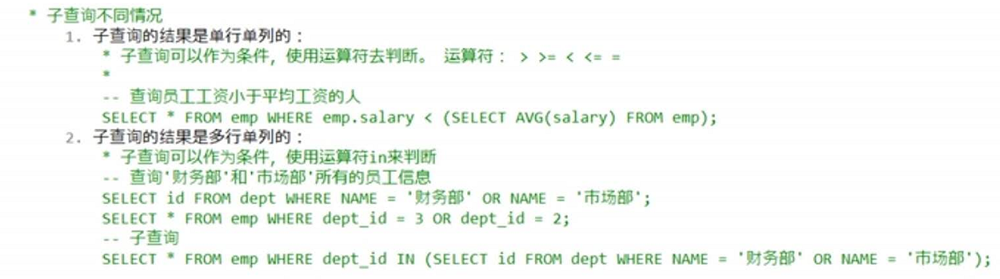 * 子查询不同情况
1. 子查询的结果是单行单列的：
* 子查询可以作为条件，使用运算符去判断。 运算符： > >= < <= =
*
-- 查询员工工资小于平均工资的人
SELECT * FROM emp WHERE emp.salary < (SELECT AVG(salary) FROM emp);
2. 子查询的结果是多行单列的：
* 子查询可以作为条件，使用运算符in来判断
-- 查询'财务部'和'市场部'所有的员工信息
SELECT id FROM dept WHERE NAME = '财务部' OR NAME = '市场部';
SELECT * FROM emp WHERE dept_id = 3 OR dept_id = 2;
-- 子查询
SELECT * FROM emp WHERE dept_id IN (SELECT id FROM dept WHERE NAME = '财务部' OR NAME = '市场部');